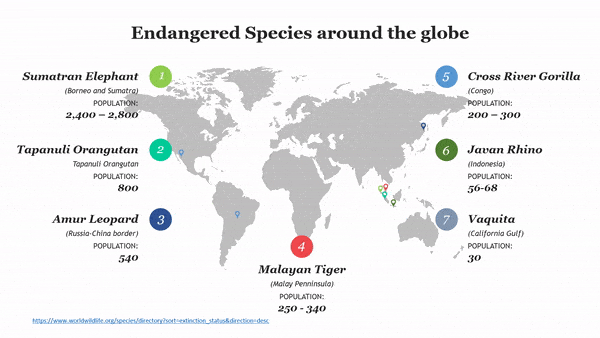 Endangered Species around the globe
Sumatran Elephant
1
(Borneo and Sumatra)
POPULATION:
2,400 – 2,800
Tapanuli Orangutan
2
Tapanuli Orangutan
POPULATION:
800
Amur Leopard
3
(Russia-China border)
POPULATION:
540
4
Malayan Tiger
(Malay Penninsula)
POPULATION:
250 - 340
5
Cross River Gorilla
(Congo)
POPULATION:
200 – 300
6
Javan Rhino
(Indonesia)
POPULATION:
56-68
7
Vaquita
(California Gulf)
POPULATION:
30
https://www.worldwildlife.org/species/directory?sort=extinction_status&direction=desc